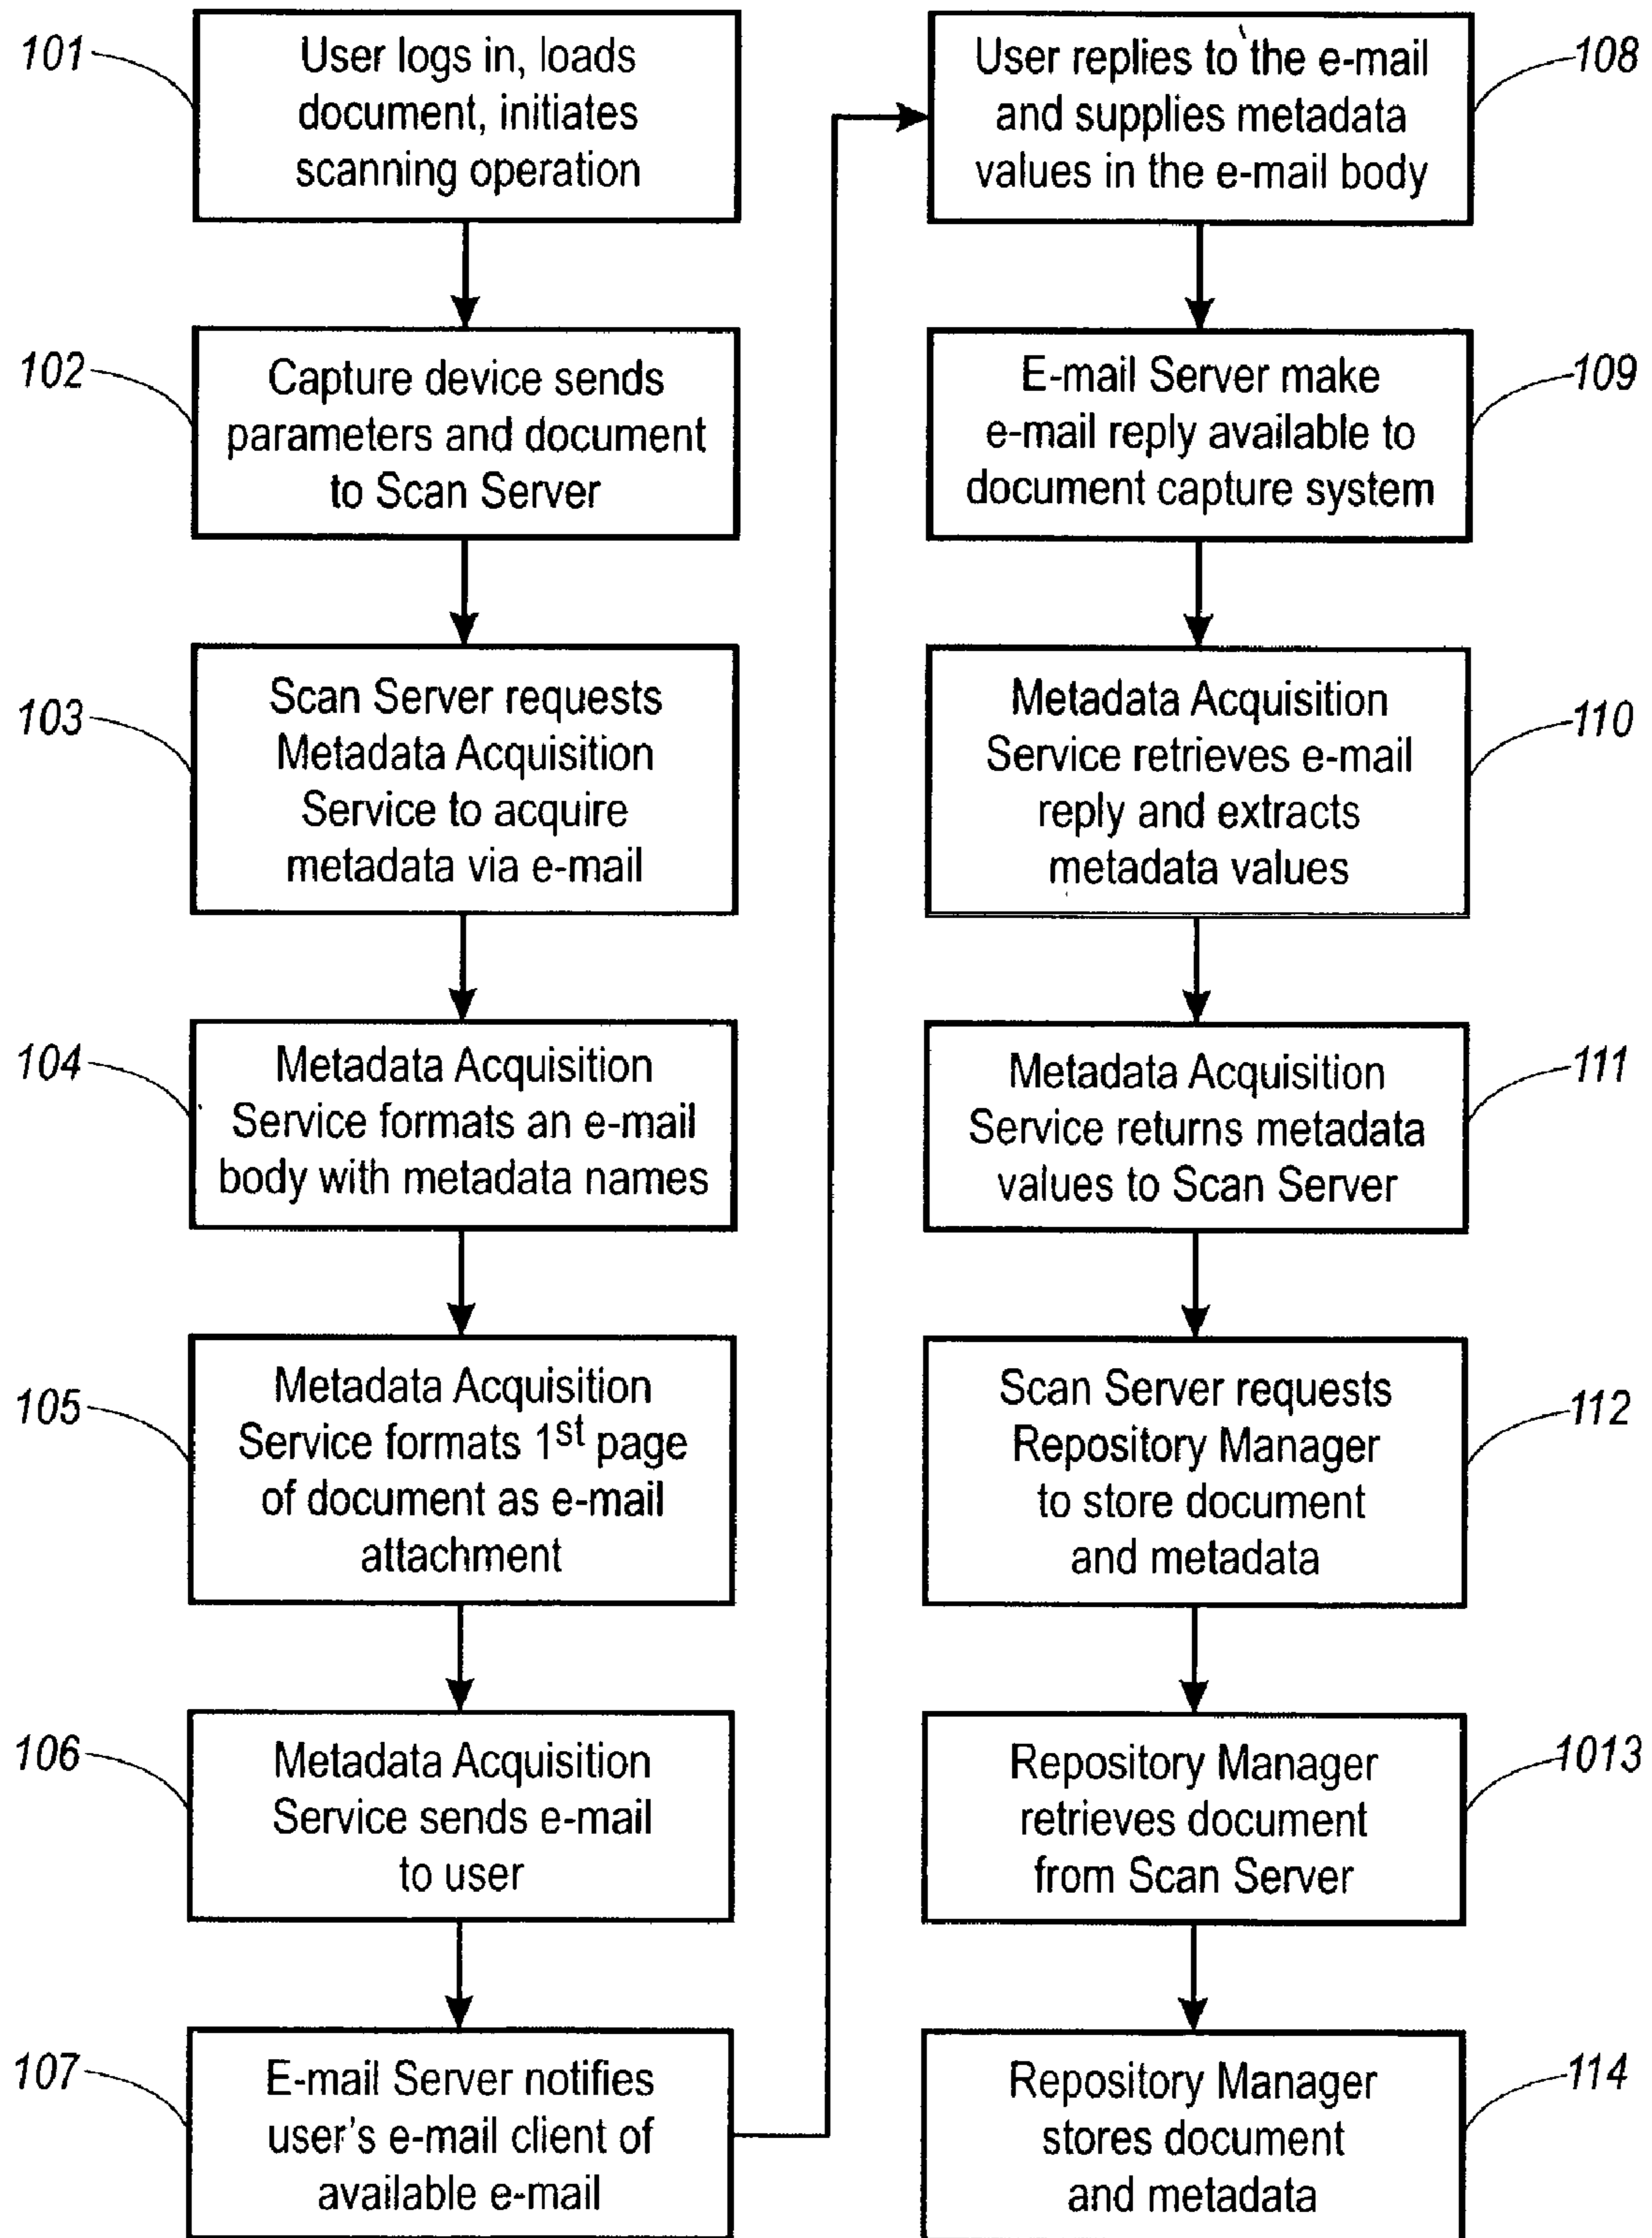 101
User logs in, loads
document, initiates
scanning operation
102
Capture device sends
parameters and document
to Scan Server
103
Scan Server requests
Metadata Acquisition
Service to acquire
metadata via e-mail
104
Metadata Acquisition
Service formats an e-mail
body with metadata names
105
Metadata Acquisition
Service formats 1st page
of document as e-mail
attachment
106
Metadata Acquisition
Service sends e-mail
to user
107
E-mail Server notifies
user's e-mail client of
available e-mail
108
User replies to the e-mail
and supplies metadata
values in the e-mail body
109
E-mail Server make
e-mail reply available to
document capture system
110
Metadata Acquisition
Service retrieves e-mail
reply and extracts
metadata values
111
Metadata Acquisition
Service returns metadata
values to Scan Server
112
Scan Server requests
Repository Manager
to store document
and metadata
1013
Repository Manager
retrieves document
from Scan Server
114
Repository Manager
stores document
and metadata